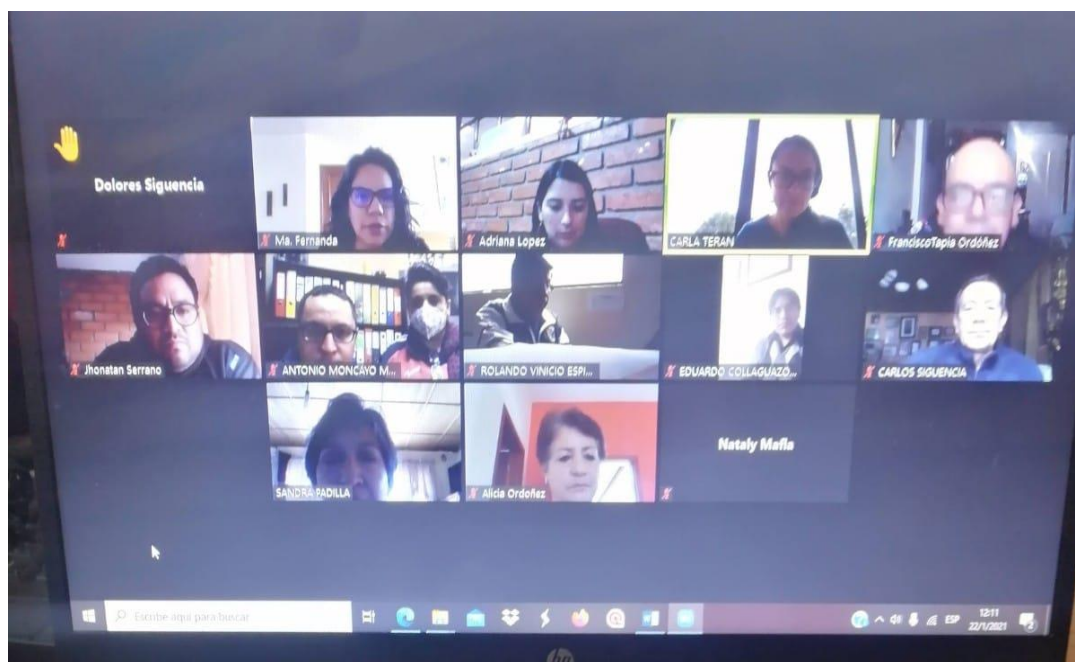 Dolores Siguencia
Ma. Fernanda
Adriana Lopez
CARLA TERAN
FranciscoTapia Ordóñez
Jhonatan Serrano
ANTONIO MONCAYO M...
ROLANDO VINICIO ESPI...
EDUARDO COLLAGUAZO...
CARLOS SIGUENCIA
SANDRA PADILLA
Alicia Ordoñez
Nataly Mafla
Escribe aquí para buscar
ESP
12:11
22/1/2021
2
hp